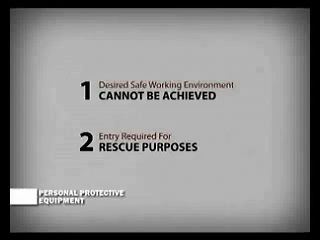 1 Desired Safe Working Environment
CANNOT BE ACHIEVED
2 Entry Required For
RESCUE PURPOSES
PERSONAL PROTECTIVE
EQUIPMENT